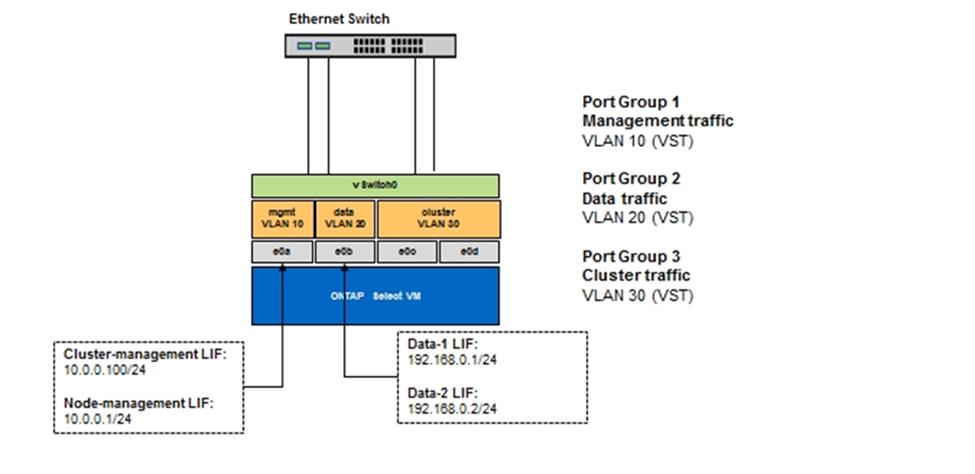 Ethernet Switch
Port Group 1
Management traffic
VLAN 10 (VST)
Port Group 2
Data traffic
VLAN 20 (VST)
Port Group 3
Cluster traffic
VLAN 30 (VST)
vSwitch0
mgmt
VLAN 10
data
VLAN 20
cluster
VLAN 30
e0a
e0b
e0c
e0d
ONTAP Select VM
Cluster-management LIF:
10.0.0.100/24
Node-management LIF:
10.0.0.1/24
Data-1 LIF:
192.168.0.1/24
Data-2 LIF:
192.168.0.2/24